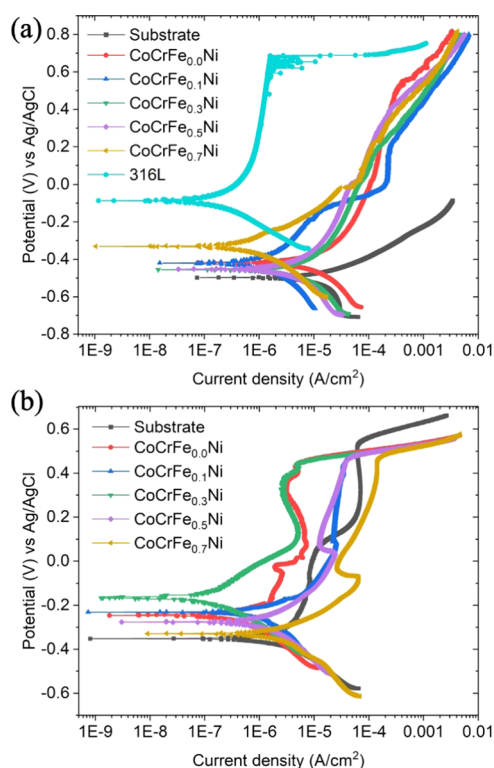 (a)
Substrate
CoCrFe0.0Ni
CoCrFe0.1Ni
CoCrFe0.3Ni
CoCrFe0.5Ni
CoCrFe0.7Ni
316L
Potential (V) vs Ag/AgCl
0.8
0.6
0.4
0.2
0.0
-0.2
-0.4
-0.6
-0.8
1E-9 1E-8 1E-7 1E-6 1E-5 1E-4 0.001 0.01
Current density (A/cm²)
(b)
Substrate
CoCrFe0.0Ni
CoCrFe0.1Ni
CoCrFe0.3Ni
CoCrFe0.5Ni
CoCrFe0.7Ni
Potential (V) vs Ag/AgCl
0.6
0.4
0.2
0.0
-0.2
-0.4
-0.6
1E-9 1E-8 1E-7 1E-6 1E-5 1E-4 0.001 0.01
Current density (A/cm²)